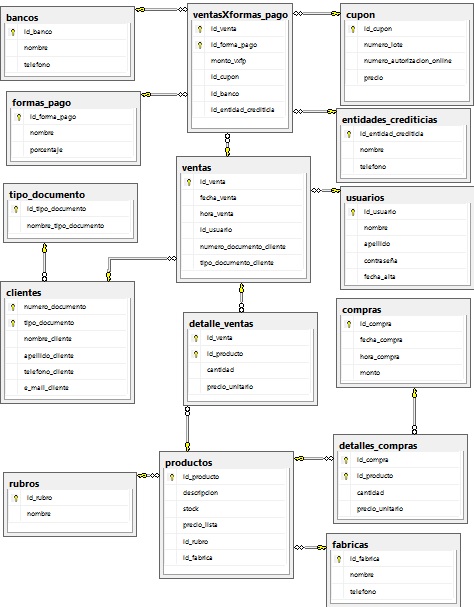 bancos
id_banco
nombre
telefono
ventasXformas_pago
id_venta
id_forma_pago
monto_vxfp
id_cupon
id_banco
id_entidad_crediticia
cupon
id_cupon
numero_lote
numero_autorizacion_online
precio
formas_pago
id_forma_pago
nombre
porcentaje
entidades_crediticias
id_entidad_crediticia
nombre
telefono
tipo_documento
id_tipo_documento
nombre_tipo_documento
ventas
id_venta
fecha_venta
hora_venta
id_usuario
numero_documento_cliente
tipo_documento_cliente
usuarios
id_usuario
nombre
apellido
contraseña
fecha_alta
clientes
numero_documento
tipo_documento
nombre_cliente
apellido_cliente
telefono_cliente
e_mail_cliente
detalle_ventas
id_venta
id_producto
cantidad
precio_unitario
compras
id_compra
fecha_compra
hora_compra
monto
rubros
id_rubro
nombre
productos
id_producto
descripcion
stock
precio_lista
id_rubro
id_fabrica
detalles_compras
id_compra
id_producto
cantidad
precio_unitario
fabricas
id_fabrica
nombre
telefono